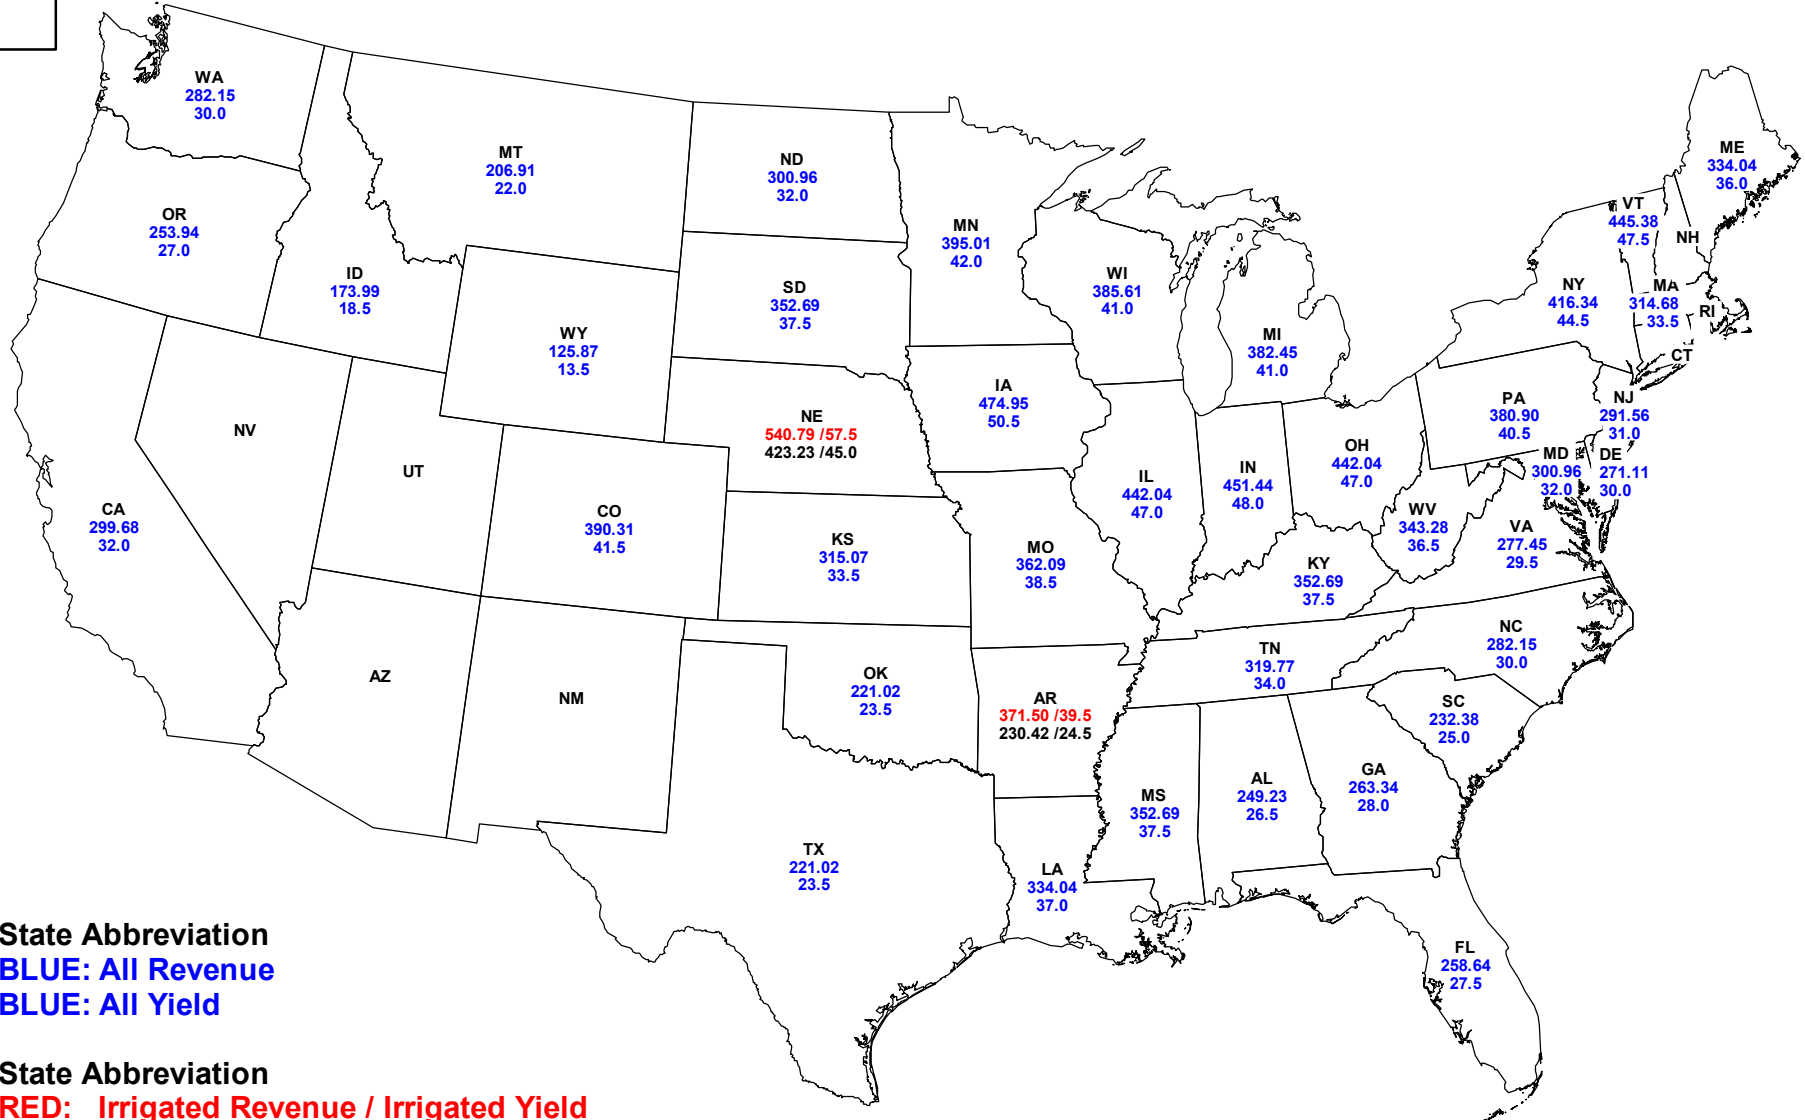 WA
282.15
30.0
MT
206.91
22.0
ND
300.96
32.0
ME
334.04
36.0
OR
253.94
27.0
MN
395.01
42.0
VT
445.38
47.5
NH
ID
173.99
18.5
SD
352.69
37.5
WI
385.61
41.0
NY
416.34
44.5
MA
314.68
33.5
RI
WY
125.87
13.5
MI
382.45
41.0
CT
IA
474.95
50.5
NE
540.79 /57.5
423.23 /45.0
PA
380.90
40.5
NJ
291.56
31.0
NV
UT
OH
442.04
47.0
MD
300.96
32.0
DE
271.11
30.0
IL
442.04
47.0
IN
451.44
48.0
CA
299.68
32.0
CO
390.31
41.5
WV
343.28
36.5
VA
277.45
29.5
KS
315.07
33.5
MO
362.09
38.5
KY
352.69
37.5
NC
282.15
30.0
TN
319.77
34.0
AZ
NM
OK
221.02
23.5
AR
371.50 /39.5
230.42 /24.5
SC
232.38
25.0
GA
263.34
28.0
AL
249.23
26.5
MS
352.69
37.5
TX
221.02
23.5
LA
334.04
37.0
FL
258.64
27.5
State Abbreviation
BLUE: All Revenue
BLUE: All Yield
State Abbreviation
RED: Irrigated Revenue / Irrigated Yield